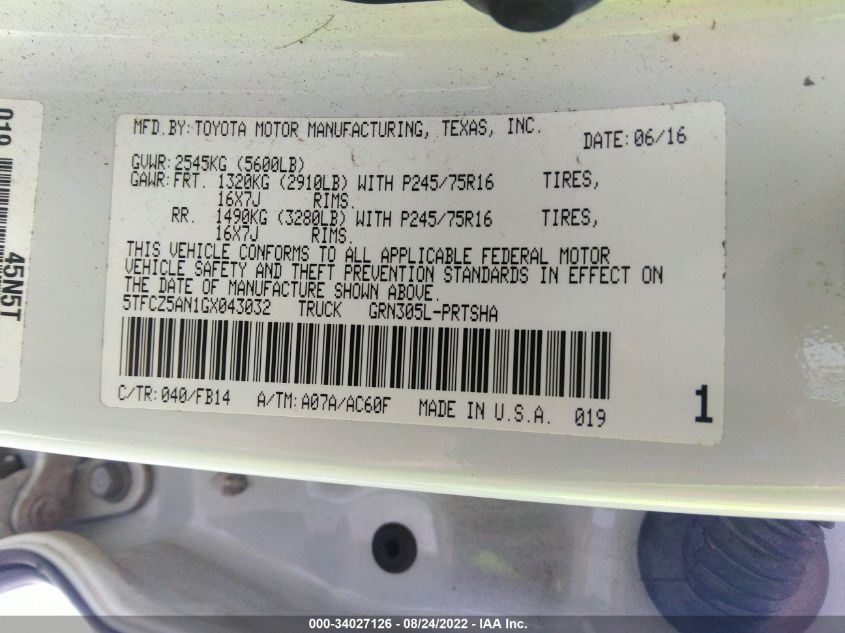 MFD.BY:TOYOTA MOTOR MANUFACTURING, TEXAS, INC. DATE:06/16
GVWR:2545KG (5600LB)
GAWR:FRT. 1320KG (2910LB) WITH P245/75R16 TIRES,
16X7J RIMS.
RR. 1490KG (3280LB) WITH P245/75R16 TIRES,
16X7J RIMS.
THIS VEHICLE CONFORMS TO ALL APPLICABLE FEDERAL MOTOR
VEHICLE SAFETY AND THEFT PREVENTION STANDARDS IN EFFECT ON
THE DATE OF MANUFACTURE SHOWN ABOVE.
5TFCZ5AN1GX043032 TRUCK GRN305L-PRTSHA
C/TR:040/FB14 A/TM:A07A/AC60F MADE IN U.S.A. 019 1
019
45N5T
000-34027126 - 08/24/2022 - IAA Inc.